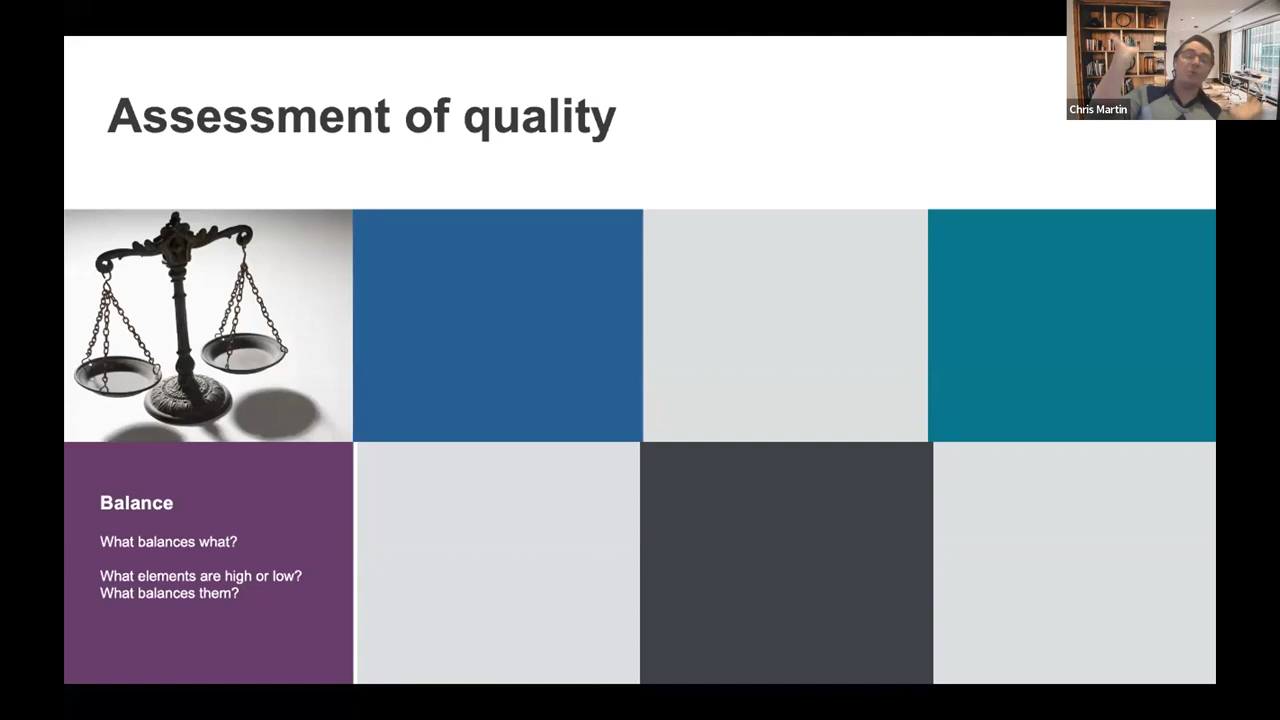 Assessment of quality
Chris Martin
Balance
What balances what?
What elements are high or low?
What balances them?